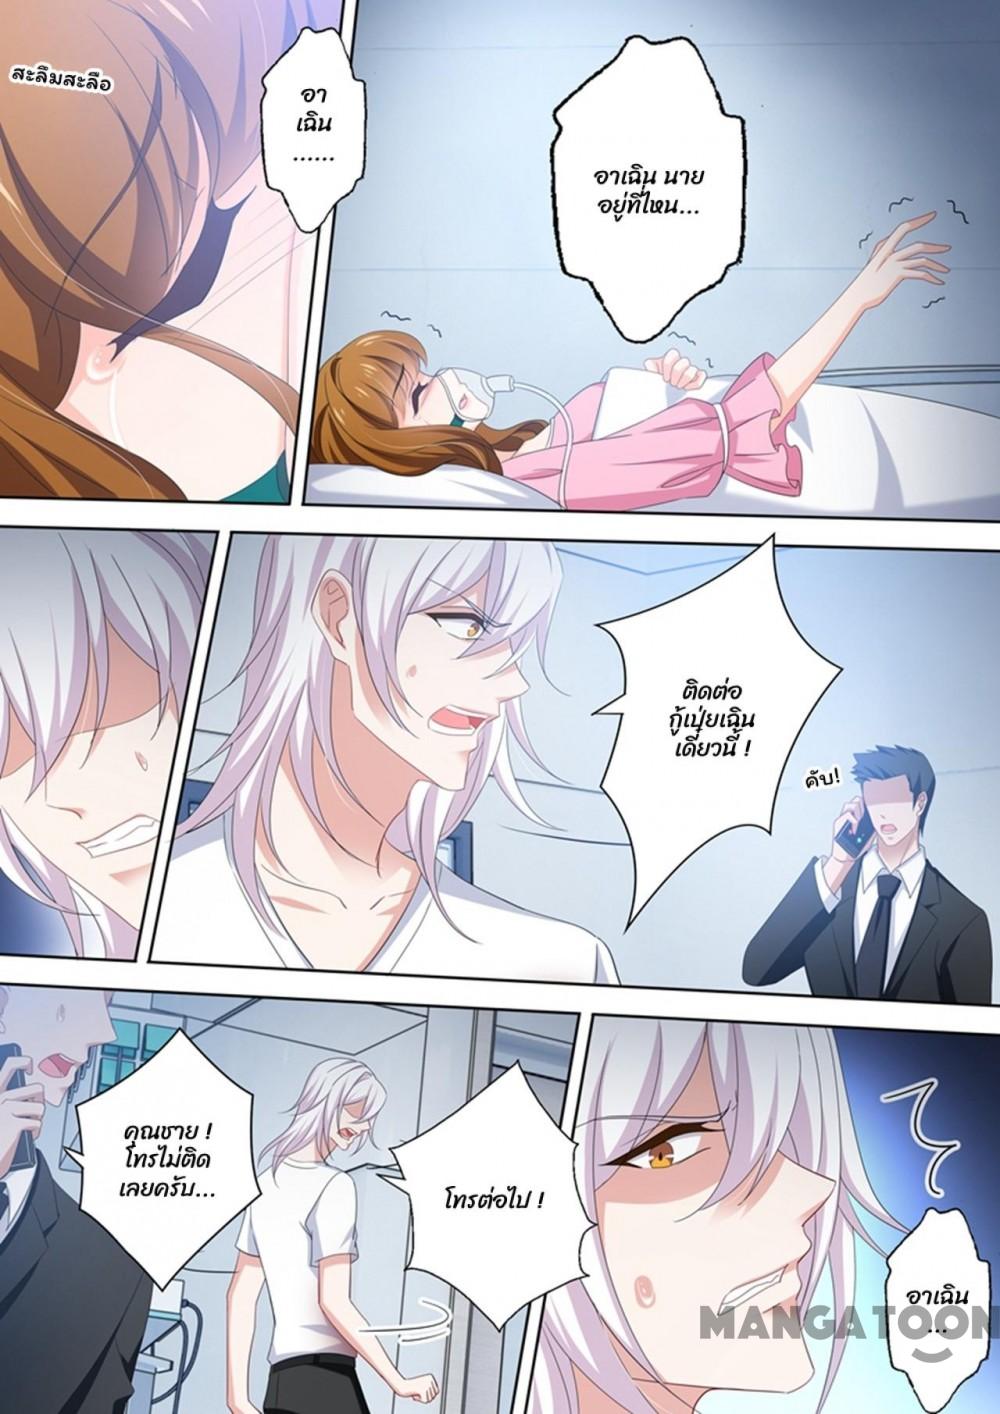 สะลึมสะลือ
อา
เฉิน
......
อาเฉิน นาย
อยู่ที่ไหน...
ติดต่อ
กู้เป่ยเฉิน
เดี๋ยวนี้ !
คับ!
คุณชาย !
โทรไม่ติด
เลยครับ...
โทรต่อไป !
อาเฉิน
...
MANGATOON